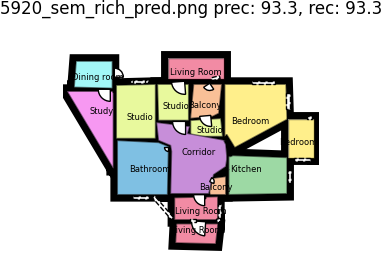 5920_sem_rich_pred.png prec: 93.3, rec: 93.3
Living Room
Dining room
Study
Studio
Studio
Balcony
Bedroom
Studio
Bedroom
Corridor
Bathroom
Kitchen
Balcony
Living Room
Living Room